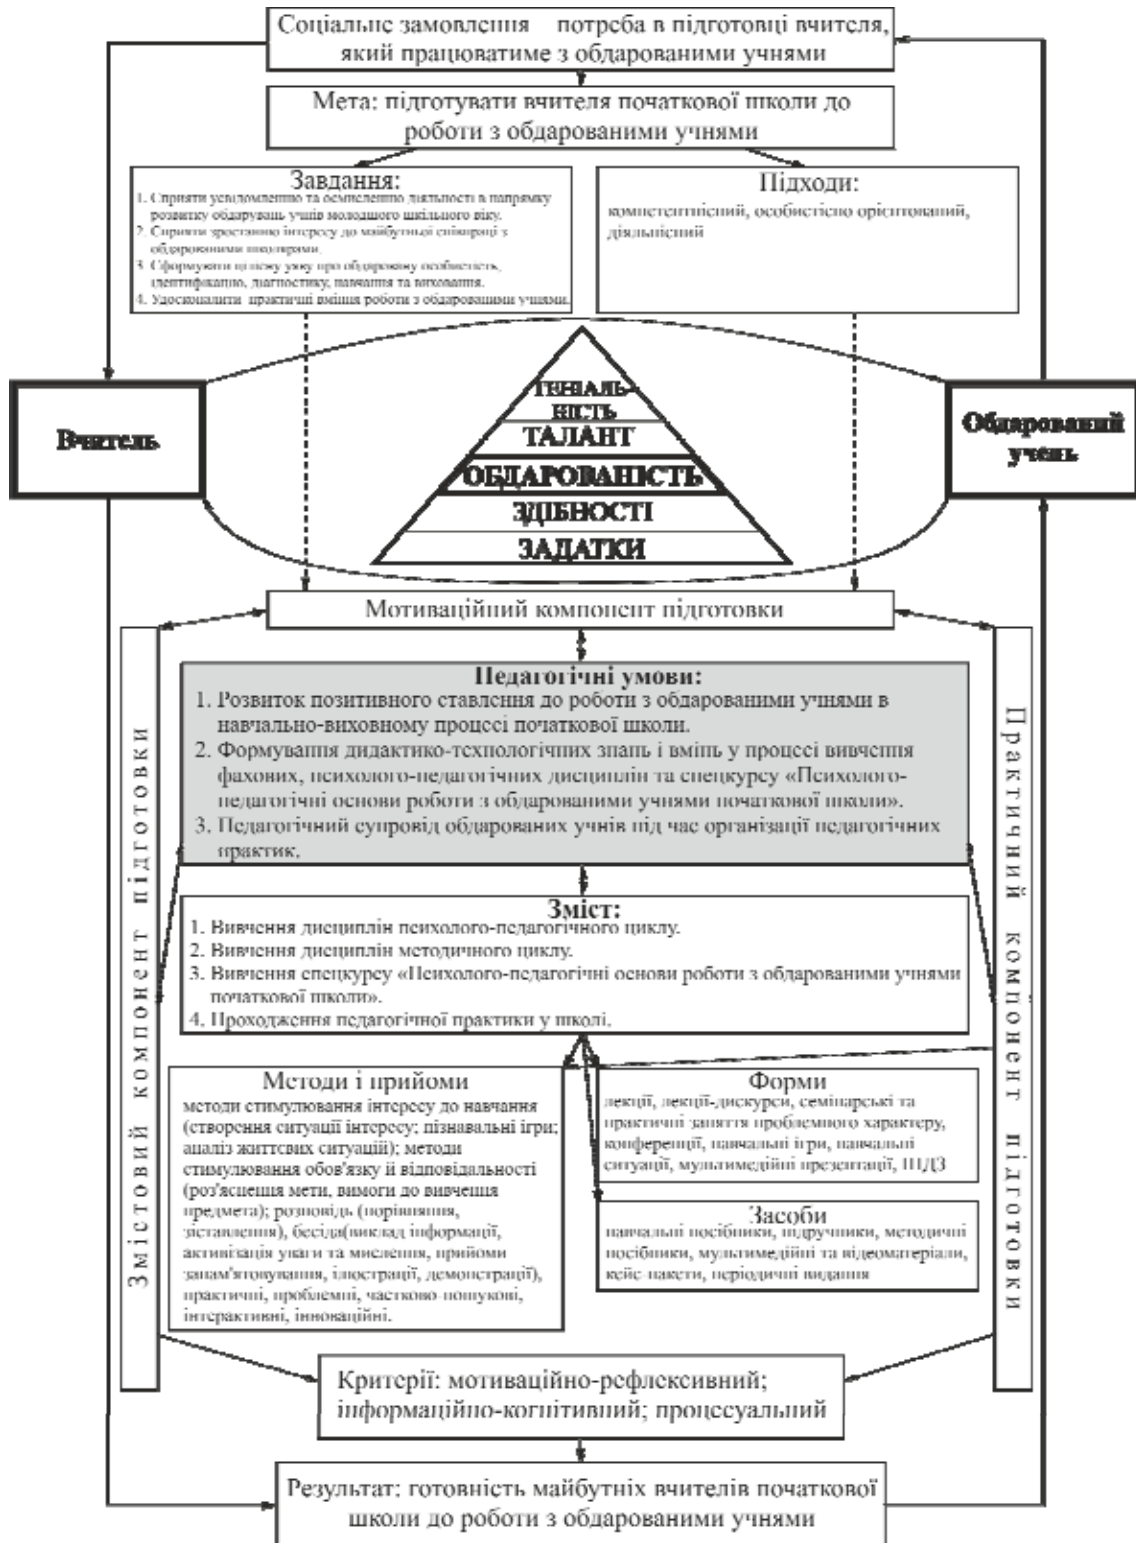 Соціальне замовлення потреба в підготовці вчителя,
який працюватиме з обдарованими учнями
Мета: підготувати вчителя початкової школи до
роботи з обдарованими учнями
Завдання:
1. Сприяти усвідомленню та осмисленню діяльності в напрямку
розвитку обдарувань учнів молодшого шкільного віку.
2. Сприяти зростанню інтересу до майбутньої співпраці з
обдарованими школярами.
3. Сформувати цілісну уяву про обдаровану особистість,
ідентифікацію, діагностику, навчання та виховання.
4. Удосконалити практичні вміння роботи з обдарованими учнями.
Підходи:
компетентнісний, особистісно орієнтований,
діяльнісний
Вчитель
ГЕНІАЛЬ-
НІСТЬ
ТАЛАНТ
ОБДАРОВАНІСТЬ
ЗДІБНОСТІ
ЗАДАТКИ
Обдарований
учень
Мотиваційний компонент підготовки
Змістовий компонент підготовки
Педагогічні умови:
1. Розвиток позитивного ставлення до роботи з обдарованими учнями в
навчально-виховному процесі початкової школи.
2. Формування дидактико-технологічних знань і вмінь у процесі вивчення
фахових, психолого-педагогічних дисциплін та спецкурсу «Психолого-
педагогічні основи роботи з обдарованими учнями початкової школи».
3. Педагогічний супровід обдарованих учнів під час організації педагогічних
практик.
Практичний компонент підготовки
Зміст:
1. Вивчення дисциплін психолого-педагогічного циклу.
2. Вивчення дисциплін методичного циклу.
3. Вивчення спецкурсу «Психолого-педагогічні основи роботи з обдарованими учнями
початкової школи».
4. Проходження педагогічної практики у школі.
Методи і прийоми
методи стимулювання інтересу до навчання
(створення ситуації інтересу; пізнавальні ігри;
аналіз життєвих ситуацій); методи
стимулювання обов'язку й відповідальності
(роз'яснення мети, вимоги до вивчення
предмета); розповідь (порівняння,
зіставлення), бесіда(виклад інформації,
активізація уваги та мислення, прийоми
запам'ятовування, ілюстрації, демонстрації),
практичні, проблемні, частково-пошукові,
інтерактивні, інноваційні.
Форми
лекції, лекції-дискурси, семінарські та
практичні заняття проблемного характеру,
конференції, навчальні ігри, навчальні
ситуації, мультимедійні презентації, ІНДЗ
Засоби
навчальні посібники, підручники, методичні
посібники, мультимедійні та відеоматеріали,
кейс-пакети, періодичні видання
Критерії: мотиваційно-рефлексивний;
інформаційно-когнітивний; процесуальний
Результат: готовність майбутніх вчителів початкової
школи до роботи з обдарованими учнями